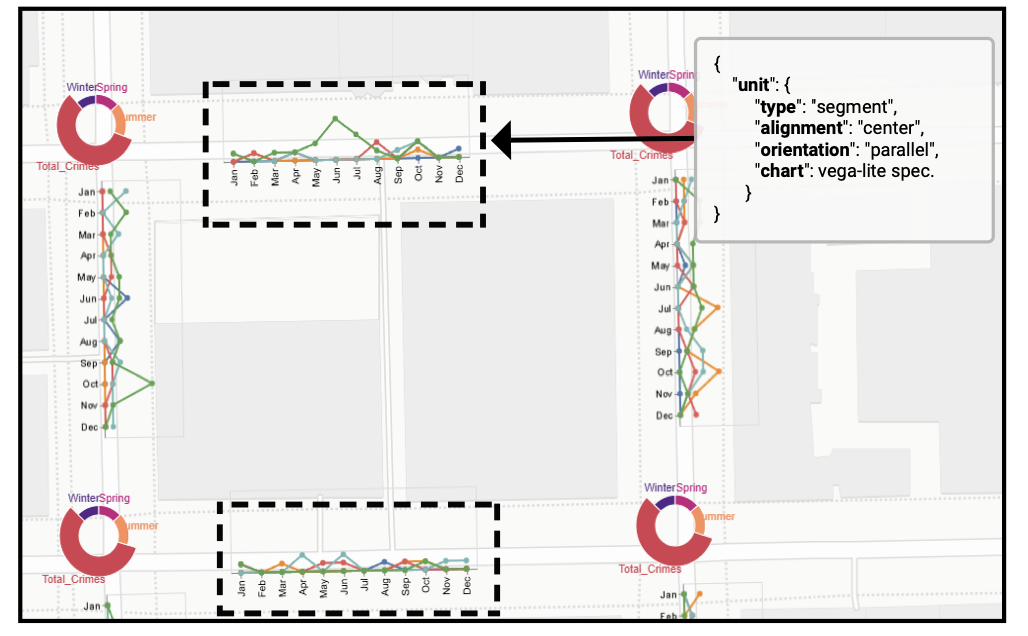 WinterSpring
ummer
Total_Crimes
Jan
Feb
Mar
Apr
May
Jun
Jul
Aug
Sep
Oct
Nov
Dec
Jan
Feb
Mar
Apr
May
Jun
Jul
Aug
Sep
Oct
Nov
Dec
WinterSprin
Total_Crimes
{
"unit": {
"type": "segment",
"alignment": "center",
"orientation": "parallel",
"chart": vega-lite spec.
}
}
Jan
Feb
Mar
Apr
May
Jun
Jul
Aug
Sep
Oct
Nov
Dec
WinterSpring
ummer
Total_Crimes
Jan
Jan
Feb
Mar
Apr
May
Jun
Jul
Aug
Sep
Oct
Nov
Dec
WinterSpring
ummer
Total_Crimes
Jan
Feb